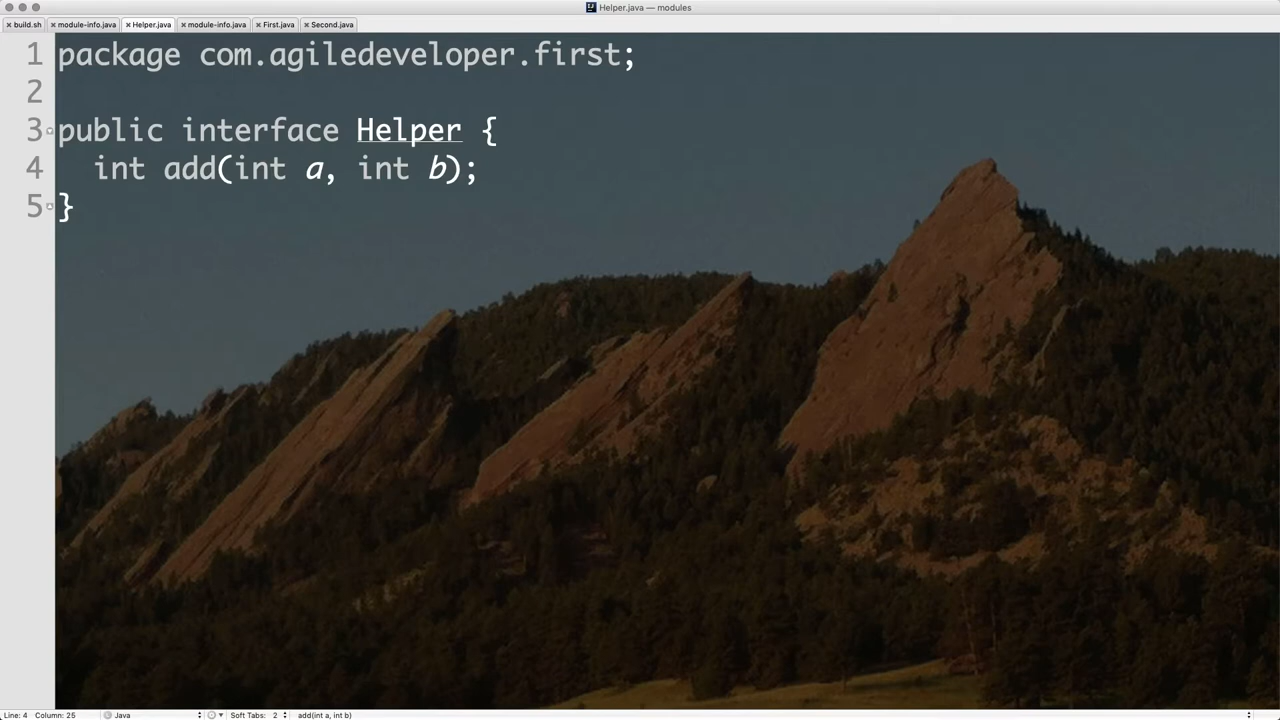 Helper.java — modules
build.sh module-info.java Helper.java module-info.java First.java Second.java
1 package com.agiledeveloper.first;
2
3 public interface Helper {
4 int add(int a, int b);
5 }
Line: 4 Column: 25 Java Soft Tabs: 2 add(int a, int b)